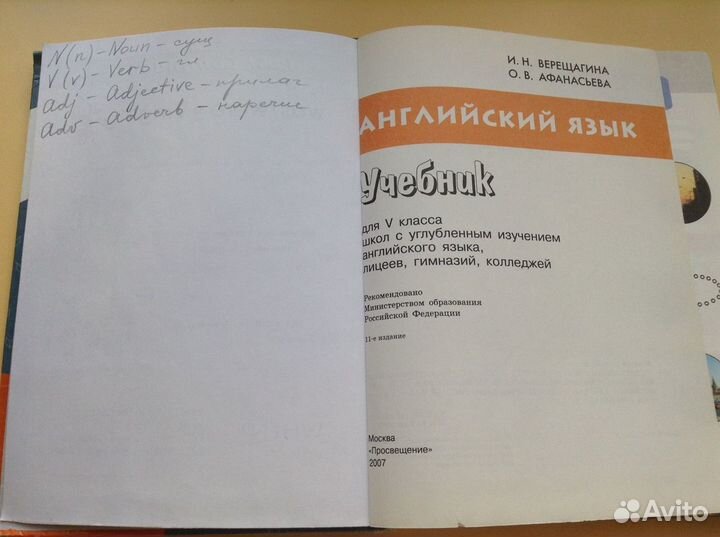 N(n) – Noun – сущ
V(v) – Verb – гл
Adj – Adjective – прилаг
Adv – Adverb – наречие
И. Н. ВЕРЕЩАГИНА
О. В. АФАНАСЬЕВА
АНГЛИЙСКИЙ ЯЗЫК
Учебник
для V класса
школ с углубленным изучением
английского языка,
лицеев, гимназий, колледжей
Рекомендовано
Министерством образования
Российской Федерации
11-е издание
Москва
«Просвещение»
2007
Avito